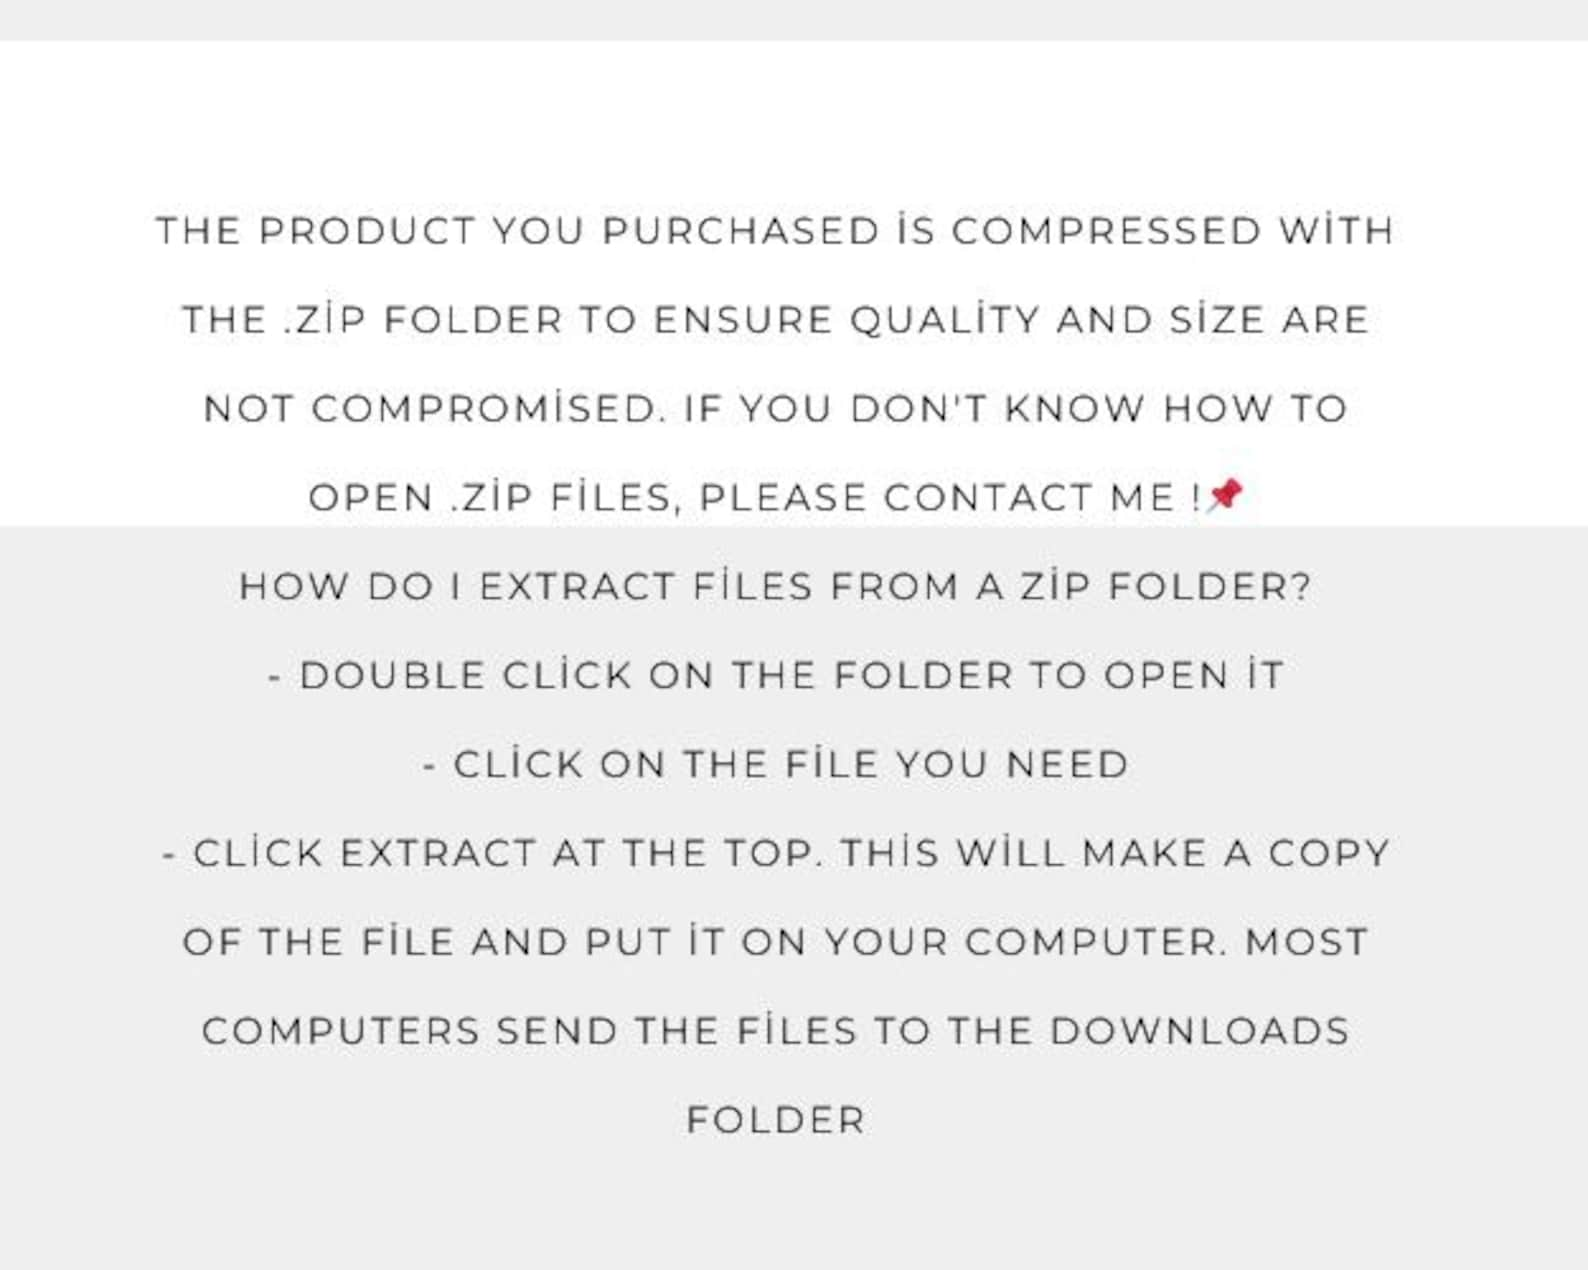 THE PRODUCT YOU PURCHASED İS COMPRESSED WİTH
THE .ZİP FOLDER TO ENSURE QUALİTY AND SİZE ARE
NOT COMPROMİSED. IF YOU DON'T KNOW HOW TO
OPEN .ZİP FİLES, PLEASE CONTACT ME !📌
HOW DO I EXTRACT FİLES FROM A ZİP FOLDER?
- DOUBLE CLİCK ON THE FOLDER TO OPEN İT
- CLİCK ON THE FİLE YOU NEED
- CLİCK EXTRACT AT THE TOP. THİS WİLL MAKE A COPY
OF THE FİLE AND PUT İT ON YOUR COMPUTER. MOST
COMPUTERS SEND THE FİLES TO THE DOWNLOADS
FOLDER